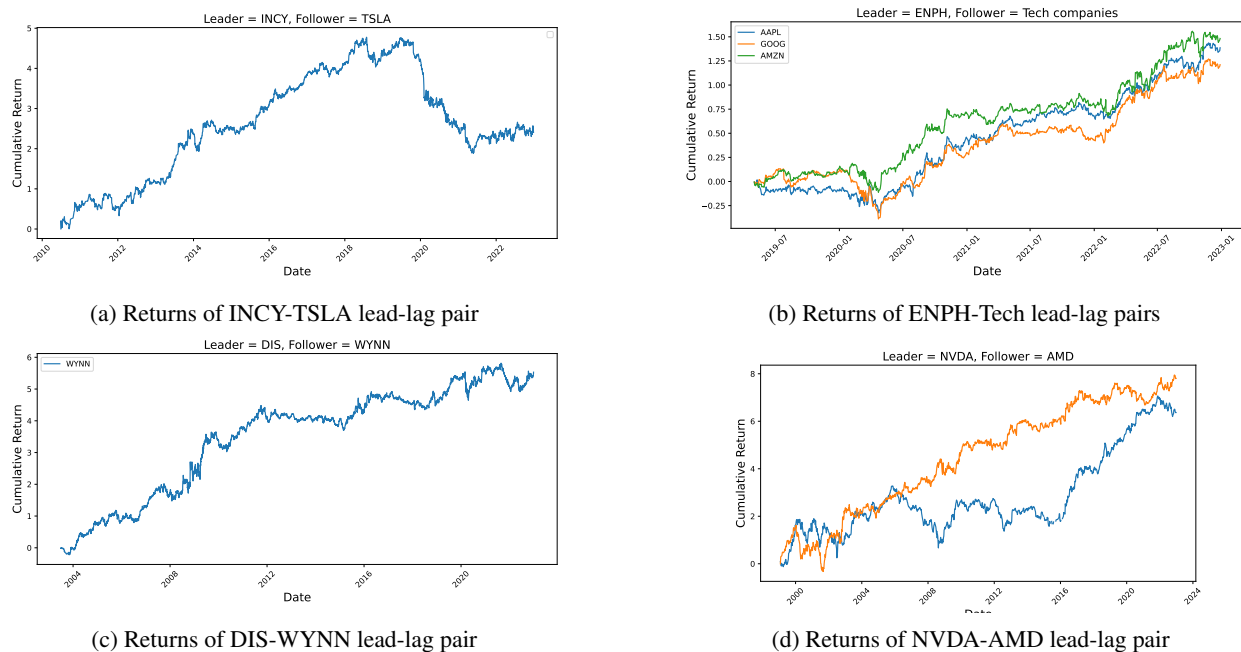 Leader = INCY, Follower = TSLA
5
4
3
2
1
0
Cumulative Return
2010
2012
2014
2016
2018
2020
2022
Date
(a) Returns of INCY-TSLA lead-lag pair
Leader = ENPH, Follower = Tech companies
AAPL
GOOG
AMZN
1.50
1.25
1.00
0.75
0.50
0.25
0.00
−0.25
Cumulative Return
2019-07
2020-01
2020-07
2021-01
2021-07
2022-01
2022-07
2023-01
Date
(b) Returns of ENPH-Tech lead-lag pairs
Leader = DIS, Follower = WYNN
WYNN
6
5
4
3
2
1
0
Cumulative Return
2004
2008
2012
2016
2020
Date
(c) Returns of DIS-WYNN lead-lag pair
Leader = NVDA, Follower = AMD
8
6
4
2
0
Cumulative Return
2000
2004
2008
2012
2016
2020
2024
Date
(d) Returns of NVDA-AMD lead-lag pair